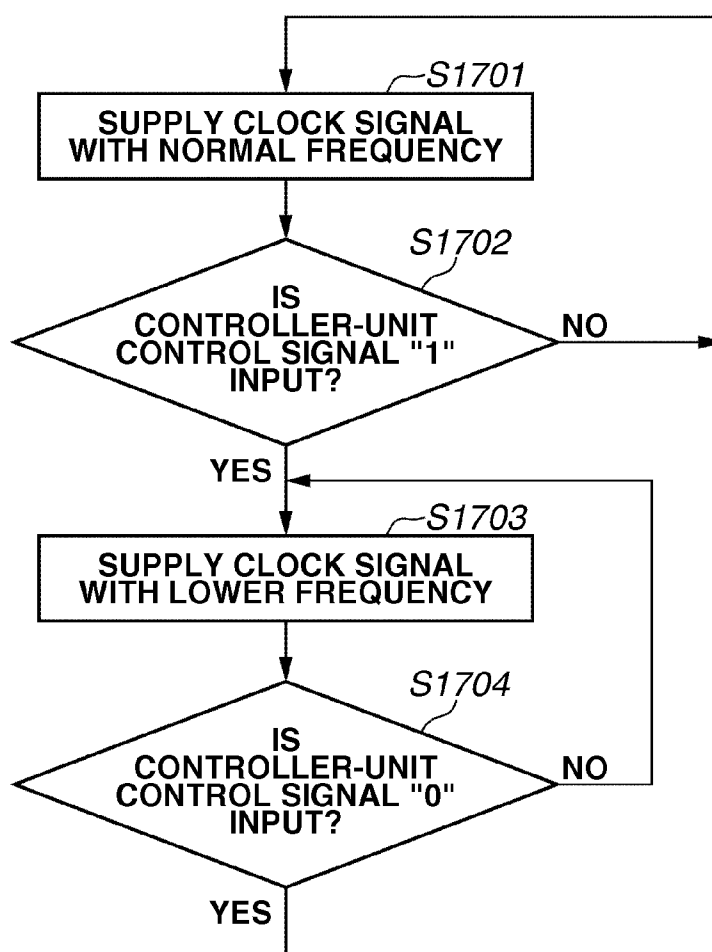 S1701
SUPPLY CLOCK SIGNAL
WITH NORMAL FREQUENCY
S1702
IS
CONTROLLER-UNIT
CONTROL SIGNAL "1"
INPUT?
NO
YES
S1703
SUPPLY CLOCK SIGNAL
WITH LOWER FREQUENCY
S1704
IS
CONTROLLER-UNIT
CONTROL SIGNAL "0"
INPUT?
NO
YES